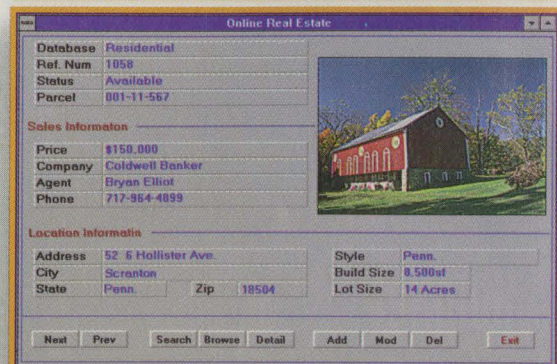 Online Real Estate
Database Residential
Ref. Num 1058
Status Available
Parcel 001-11-567
Sales Informaton
Price $150,000
Company Coldwell Banker
Agent Bryan Elliot
Phone 717-964-4899
Location Informatin
Address 52 6 Hollister Ave.
City Scranton
State Penn. Zip 18504
Style Penn.
Build Size 8,500sf
Lot Size 14 Acres
Next Prev Search Browse Detail Add Mod Del Exit